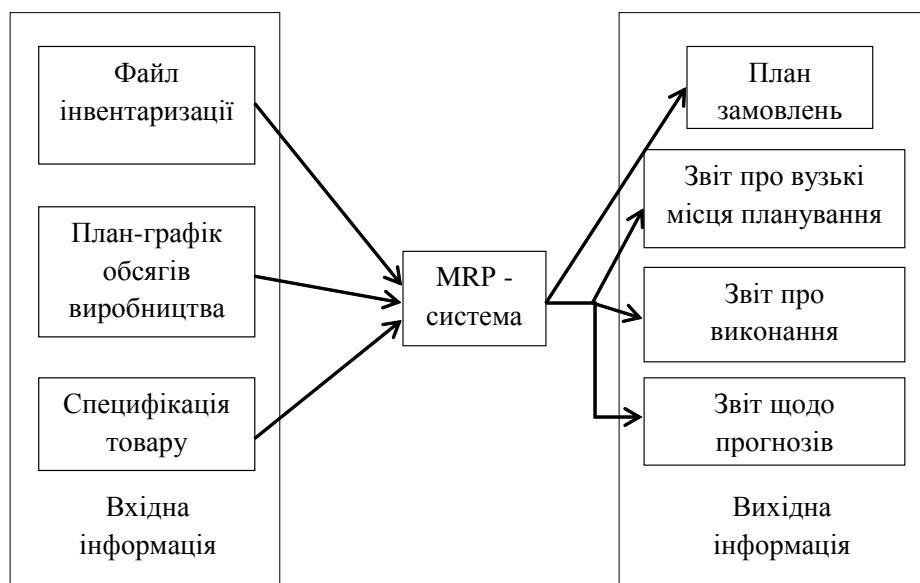 Файл
інвентаризації
План-графік
обсягів
виробництва
Специфікація
товару
Вхідна
інформація
MRP -
система
План
замовлень
Звіт про вузькі
місця планування
Звіт про
виконання
Звіт щодо
прогнозів
Вихідна
інформація